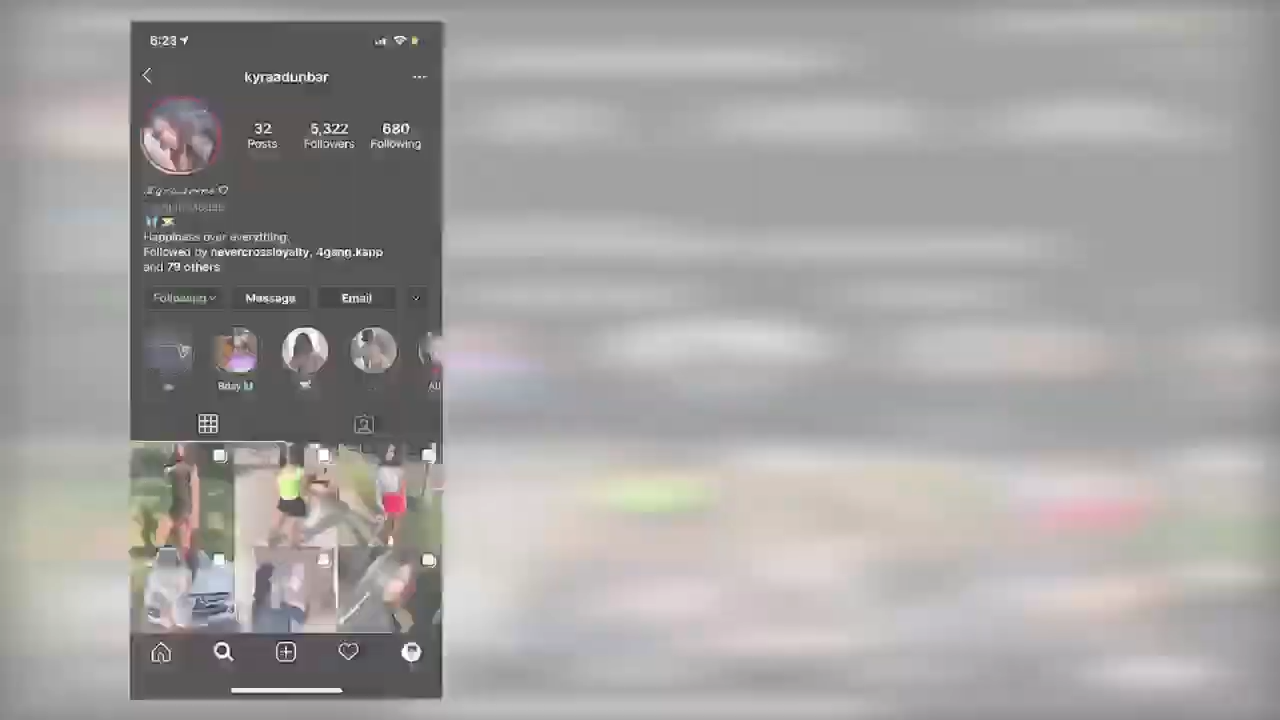 6:23
kyraadunbar
32 5,322 680
Posts Followers Following
Happiness over everything.
Followed by nevercrossloyalty, 4gang.kapp
and 79 others
Following Message Email
Bday